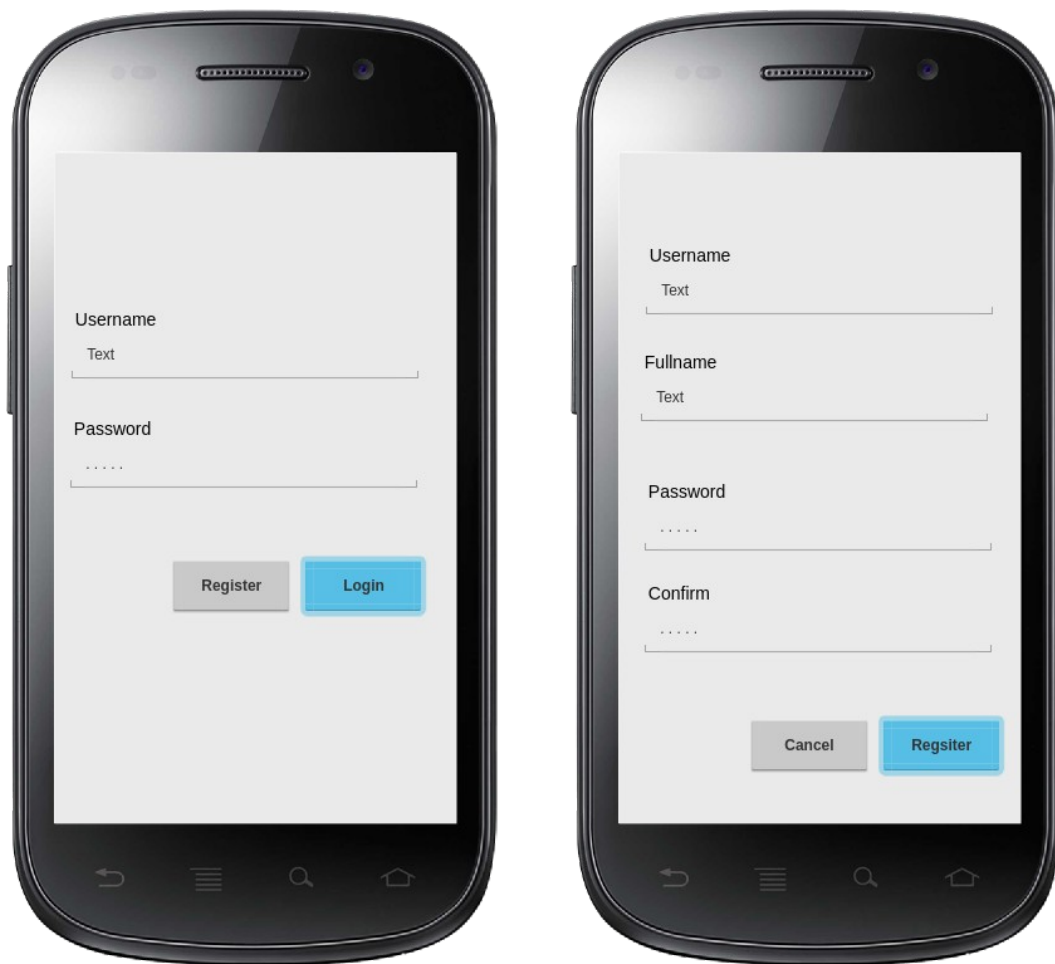 Username
Text
Password
.....
Register
Login
Username
Text
Fullname
Text
Password
.....
Confirm
.....
Cancel
Regsiter